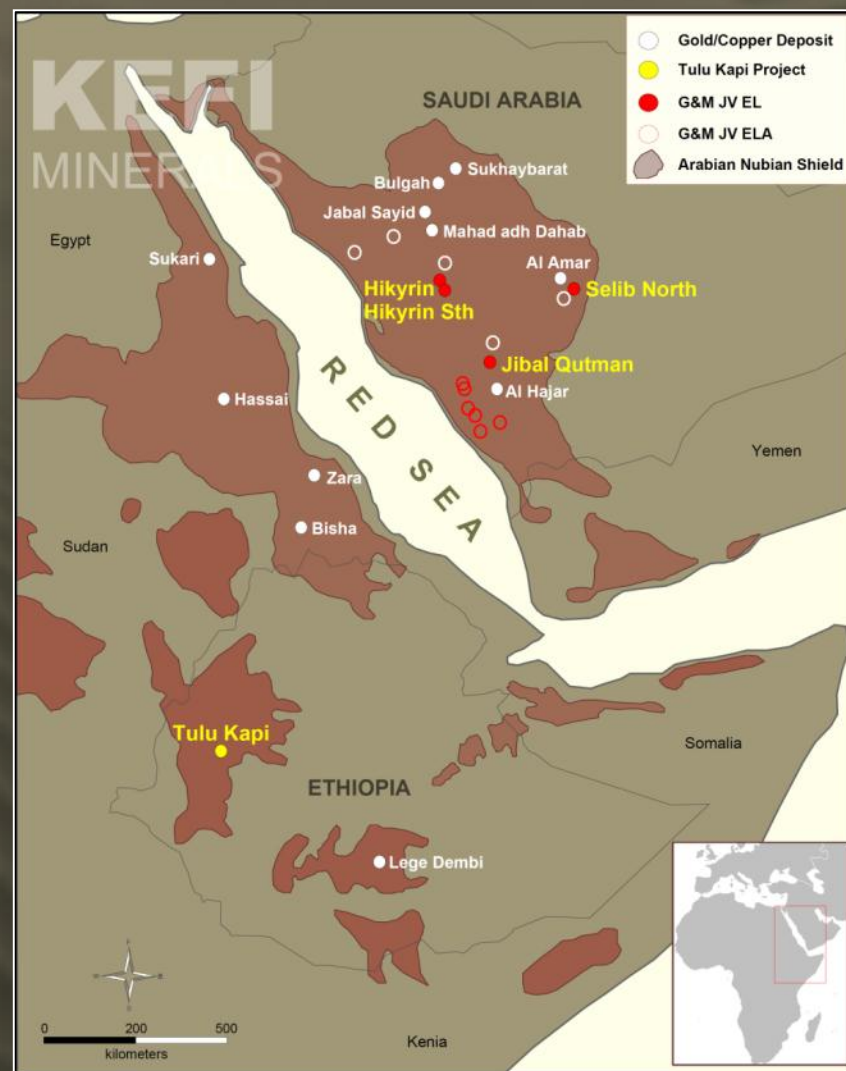 KEFI
MINERALS
Gold/Copper Deposit
Tulu Kapi Project
G&M JV EL
G&M JV ELA
Arabian Nubian Shield
SAUDI ARABIA
Sukhaybarat
Bulgah
Jabal Sayid
Mahad adh Dahab
Egypt
Sukari
Al Amar
Hikyrin
Selib North
Hikyrin Sth
Jibal Qutman
Al Hajar
RED SEA
Hassai
Yemen
Zara
Bisha
Sudan
Tulu Kapi
Somalia
ETHIOPIA
Lege Dembi
0 200 500
kilometers
Kenia